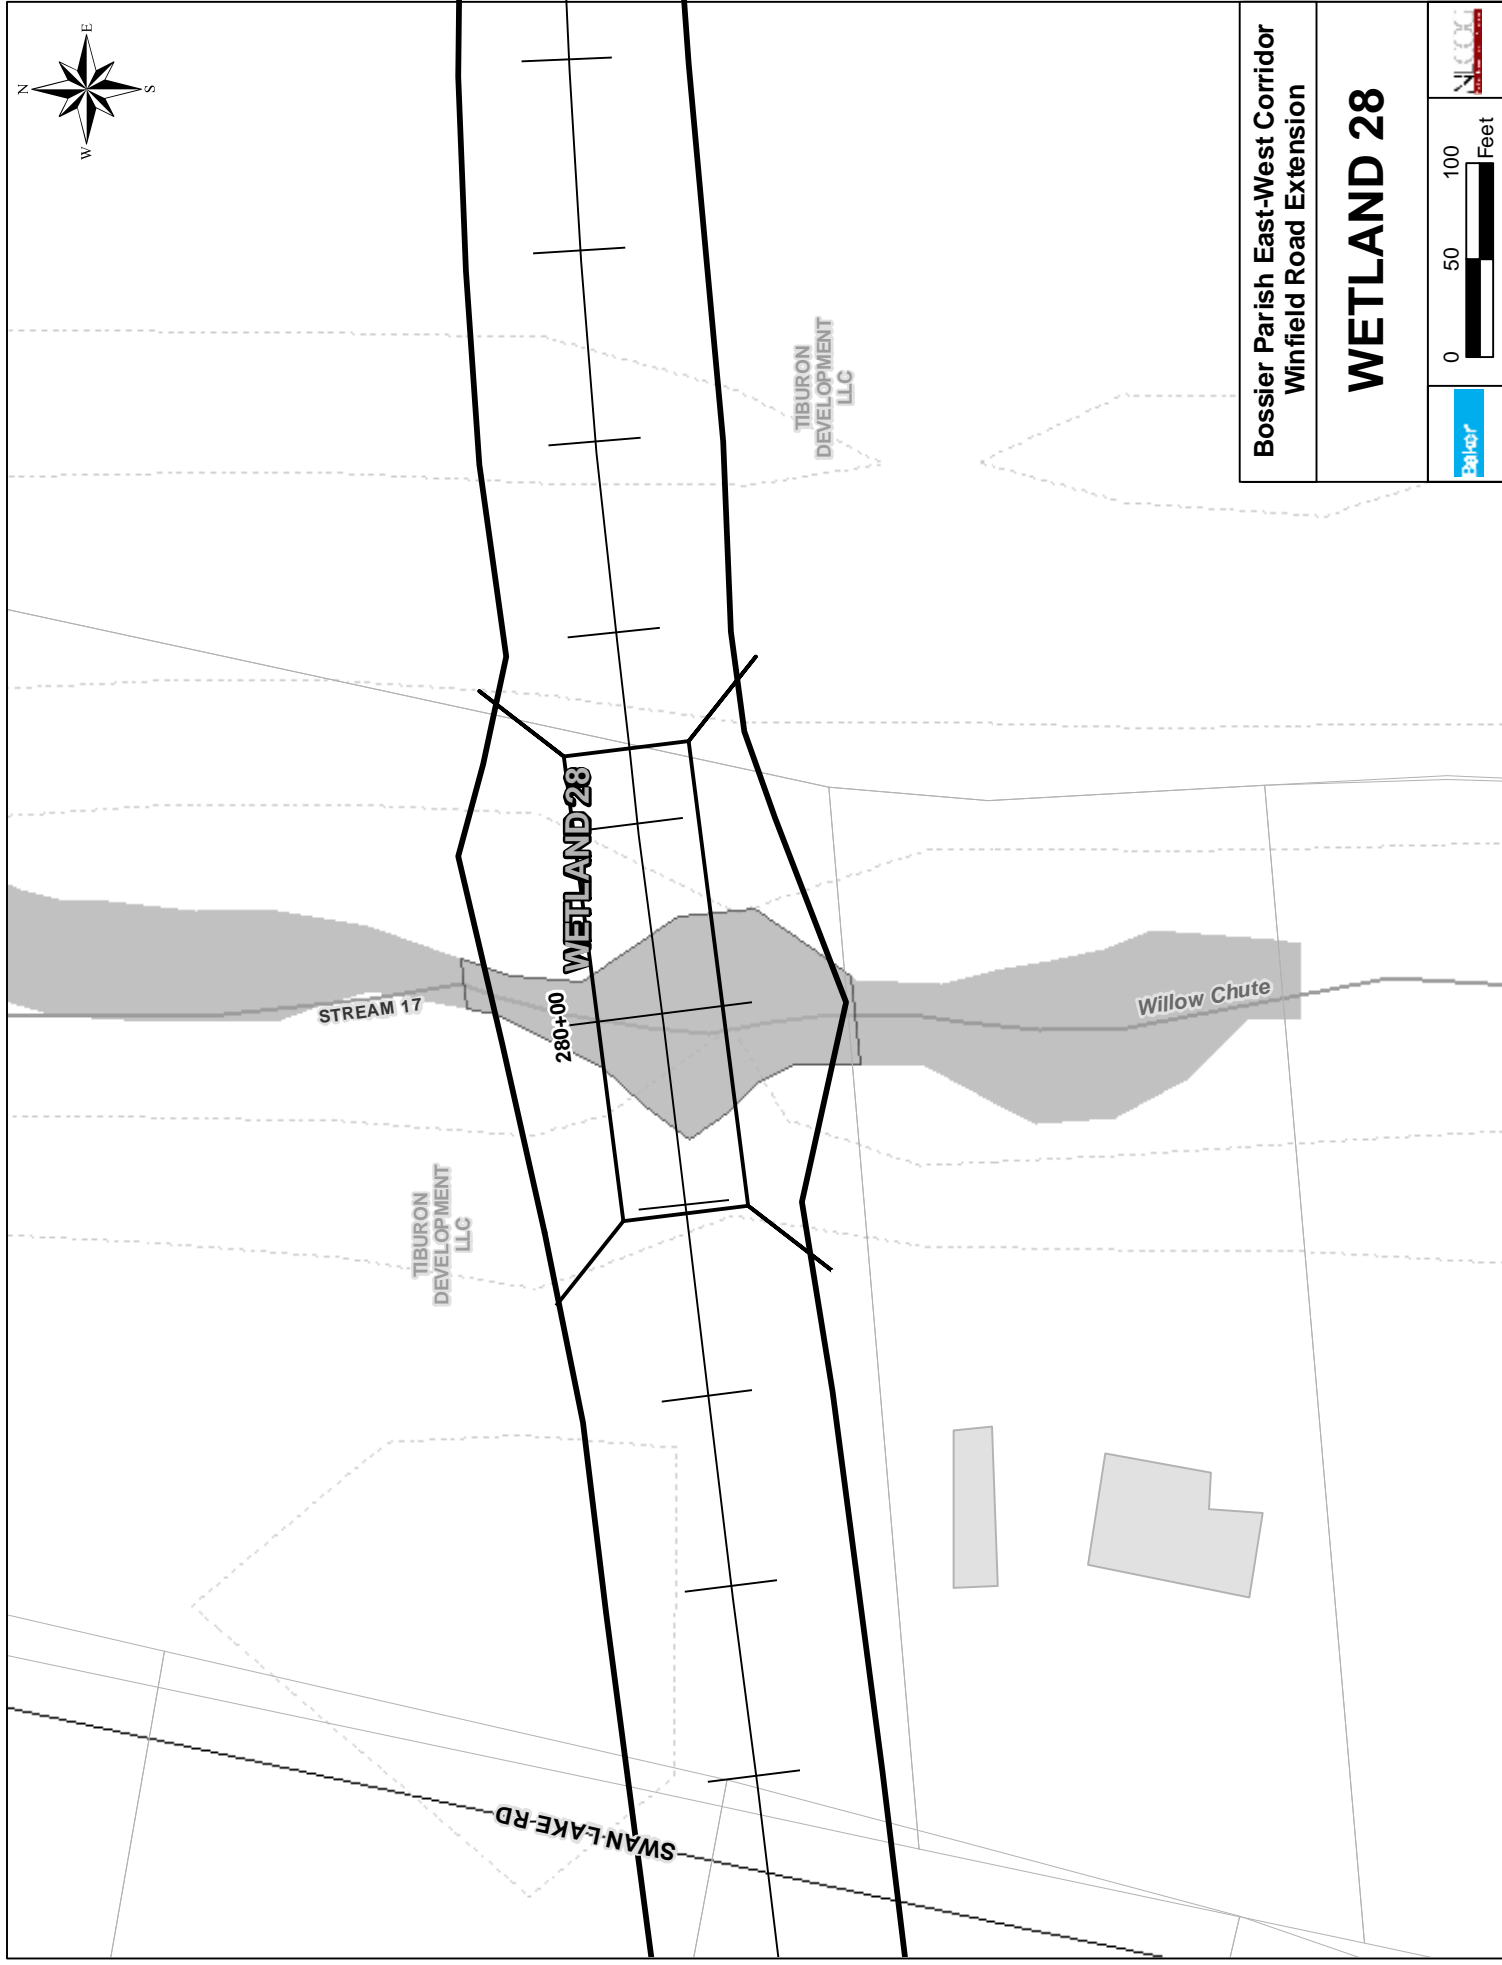 N
E
W
S
TIBURON
DEVELOPMENT
LLC
STREAM 17
WETLAND 28
280+00
Willow Chute
TIBURON
DEVELOPMENT
LLC
SWAN LAKE RD
Bossier Parish East-West Corridor
Winfield Road Extension
WETLAND 28
Baker
0 50 100
Feet